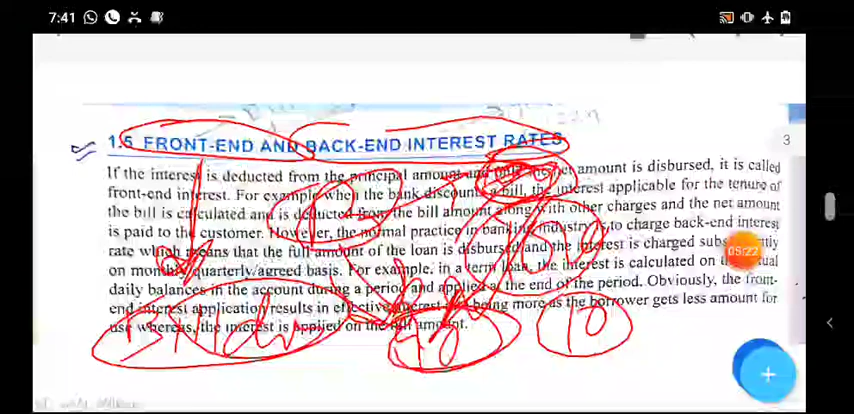 7:41
1.5 FRONT-END AND BACK-END INTEREST RATES
3
If the interest is deducted from the principal amount and only the net amount is disbursed, it is called
front-end interest. For example when the bank discounts a bill, the interest applicable for the tenure of
the bill is calculated and is deducted from the bill amount along with other charges and the net amount
is paid to the customer. However, the normal practice in banking industry is to charge back-end interest
rate which means that the full amount of the loan is disbursed and the interest is charged subsequently
05:22
on monthly/quarterly/agreed basis. For example, in a term loan, the interest is calculated on the actual
daily balances in the account during a period and applied at the end of the period. Obviously, the front-
end interest application results in effective interest rate being more as the borrower gets less amount for
use whereas, the interest is applied on the full amount.
100
90
10